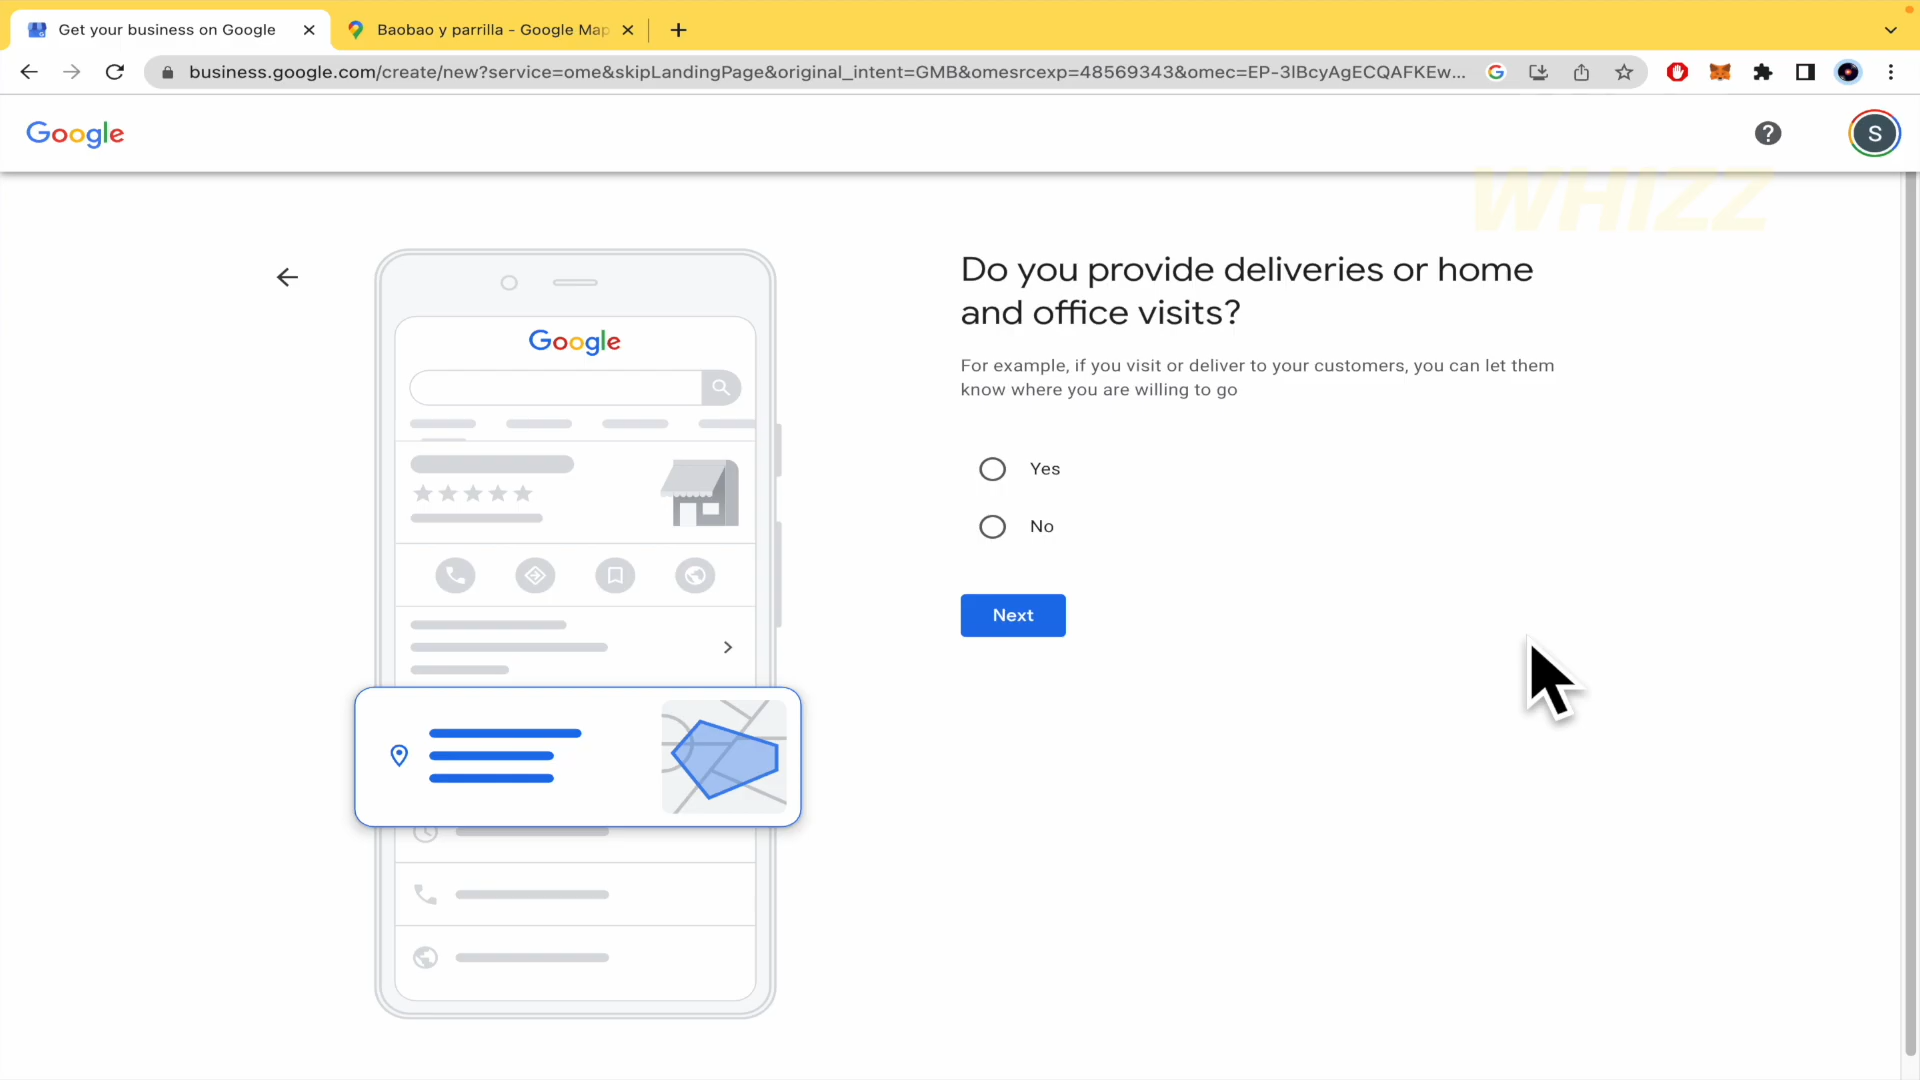 Get your business on Google
Baobao y parrilla - Google Map
business.google.com/create/new?service=ome&skipLandingPage&original_intent=GMB&omesrcexp=48569343&omec=EP-3lBcyAgECQAFKEw...
Google
?
S
WHIZZ
Do you provide deliveries or home
and office visits?
For example, if you visit or deliver to your customers, you can let them
know where you are willing to go
Yes
No
Next
Google